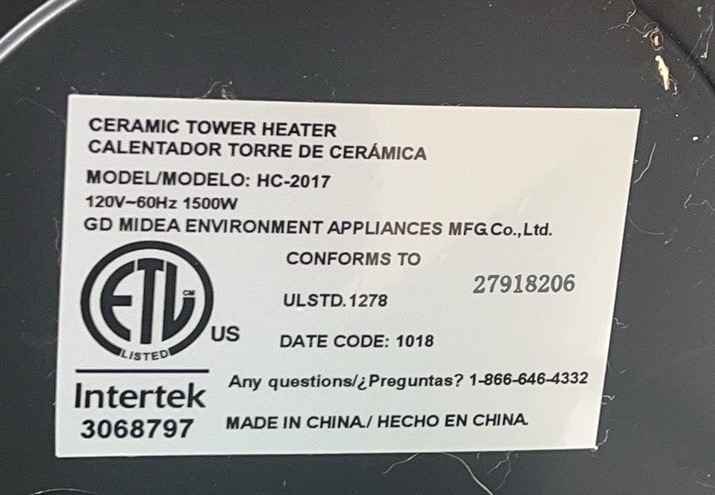 CERAMIC TOWER HEATER
CALENTADOR TORRE DE CERÁMICA
MODEL/MODELO: HC-2017
120V~60Hz 1500W
GD MIDEA ENVIRONMENT APPLIANCES MFG.Co.,Ltd.
CONFORMS TO
27918206
ULSTD.1278
ETL CM
US
LISTED
DATE CODE: 1018
Intertek
3068797
Any questions/¿Preguntas? 1-866-646-4332
MADE IN CHINA./ HECHO EN CHINA.